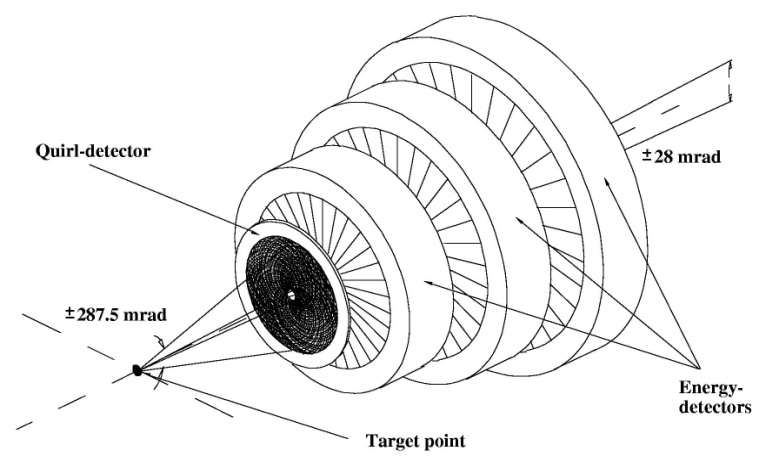 Quirl-detector
±28 mrad
±287.5 mrad
Energy-
detectors
Target point